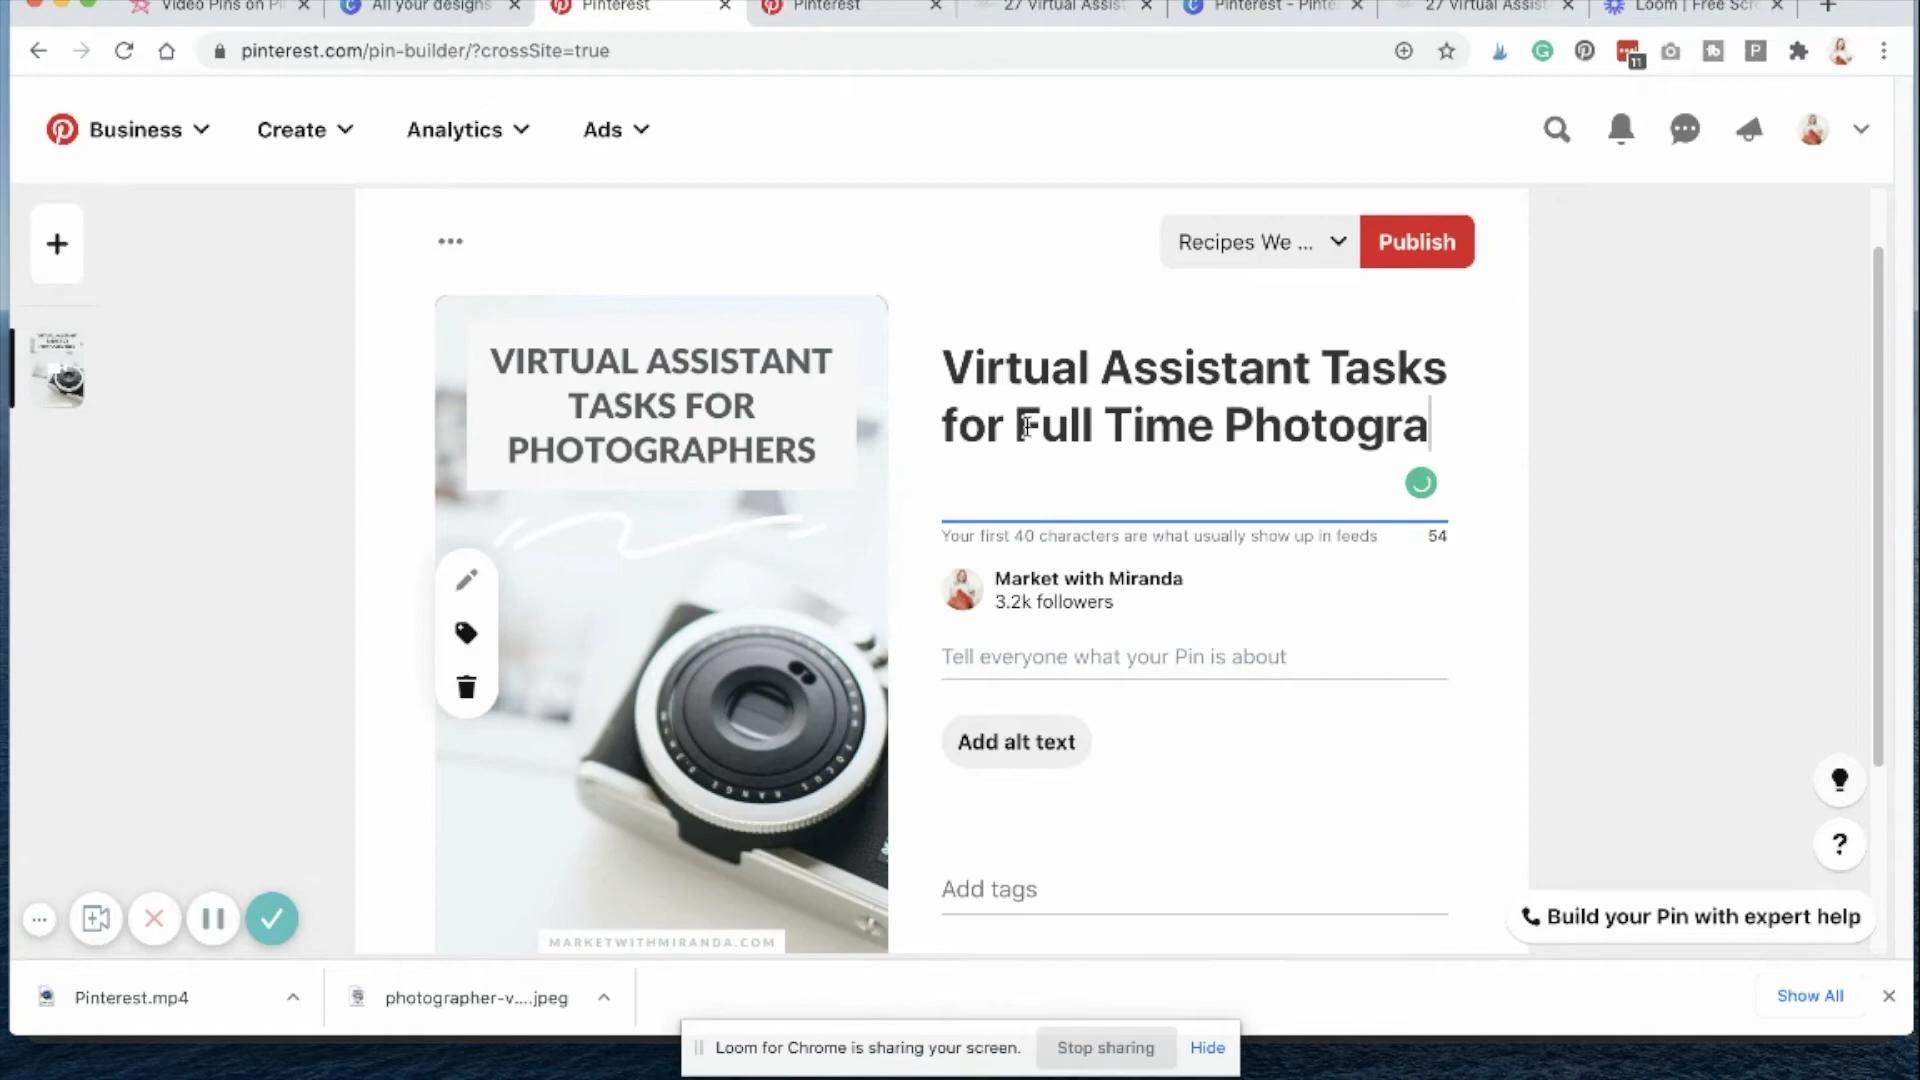 Video Pins on Pi
All your designs
Pinterest
Pinterest
27 Virtual Assist
Pinterest - Pinte
27 Virtual Assist
Loom | Free Scre
pinterest.com/pin-builder/?crossSite=true
11
Business
Create
Analytics
Ads
Recipes We ...
Publish
VIRTUAL ASSISTANT
TASKS FOR
PHOTOGRAPHERS
Virtual Assistant Tasks
for Full Time Photogra
Your first 40 characters are what usually show up in feeds
54
Market with Miranda
3.2k followers
Tell everyone what your Pin is about
Add alt text
Add tags
FOCUS RANGE
MARKETWITHMIRANDA.COM
?
Build your Pin with expert help
Pinterest.mp4
photographer-v....jpeg
Show All
Loom for Chrome is sharing your screen.
Stop sharing
Hide